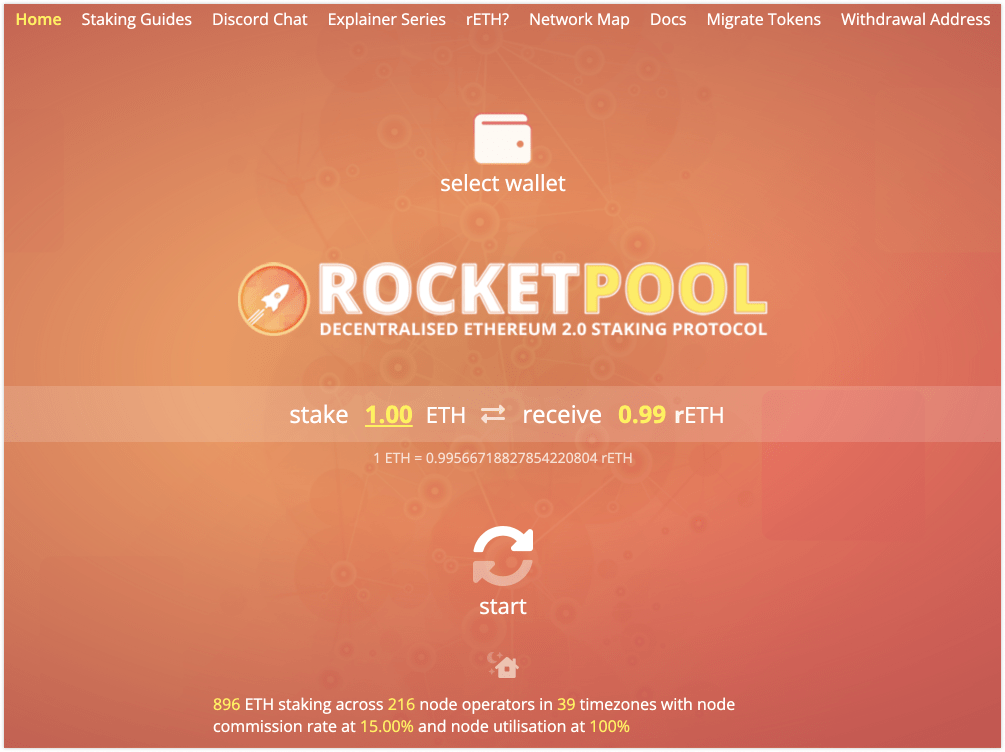 Home Staking Guides Discord Chat Explainer Series rETH? Network Map Docs Migrate Tokens Withdrawal Address
select wallet
ROCKETPOOL
DECENTRALISED ETHEREUM 2.0 STAKING PROTOCOL
stake 1.00 ETH receive 0.99 rETH
1 ETH = 0.99566718827854220804 rETH
start
896 ETH staking across 216 node operators in 39 timezones with node
commission rate at 15.00% and node utilisation at 100%